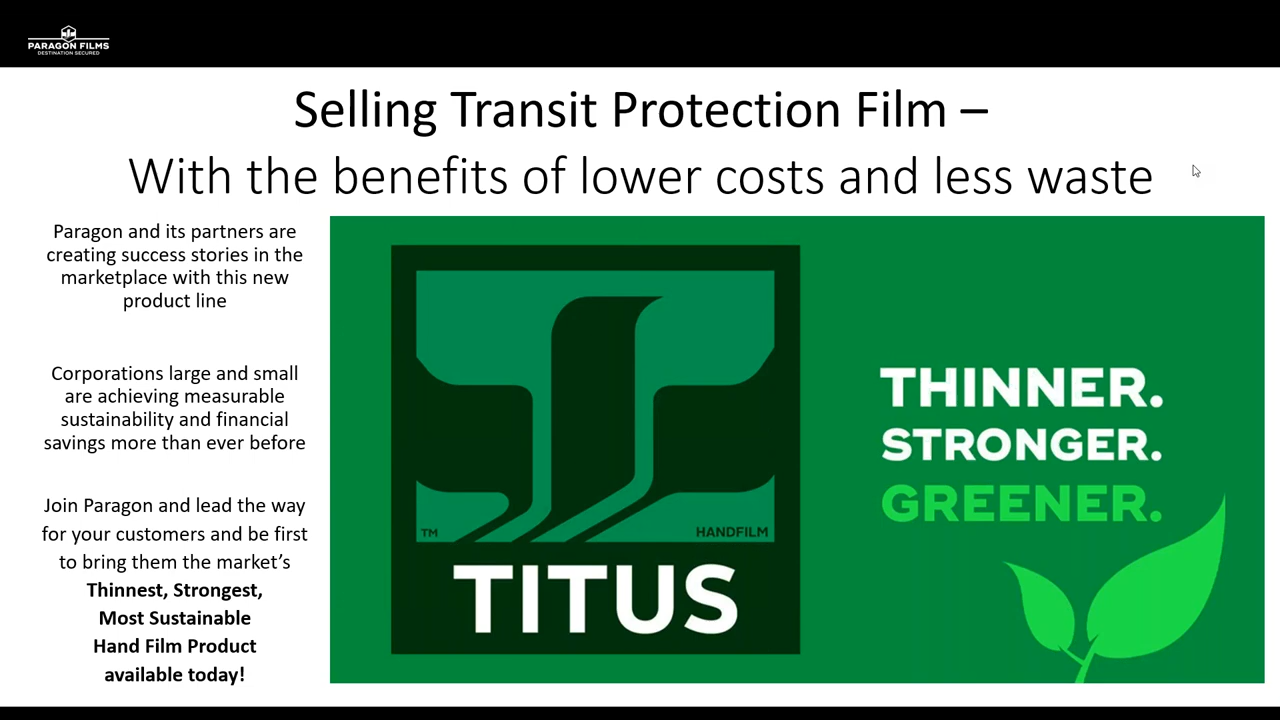 PARAGON FILMS
DESTINATION SECURED
Selling Transit Protection Film –
With the benefits of lower costs and less waste
Paragon and its partners are
creating success stories in the
marketplace with this new
product line
Corporations large and small
are achieving measurable
sustainability and financial
savings more than ever before
Join Paragon and lead the way
for your customers and be first
to bring them the market’s
Thinnest, Strongest,
Most Sustainable
Hand Film Product
available today!
TM
HANDFILM
TITUS
THINNER.
STRONGER.
GREENER.